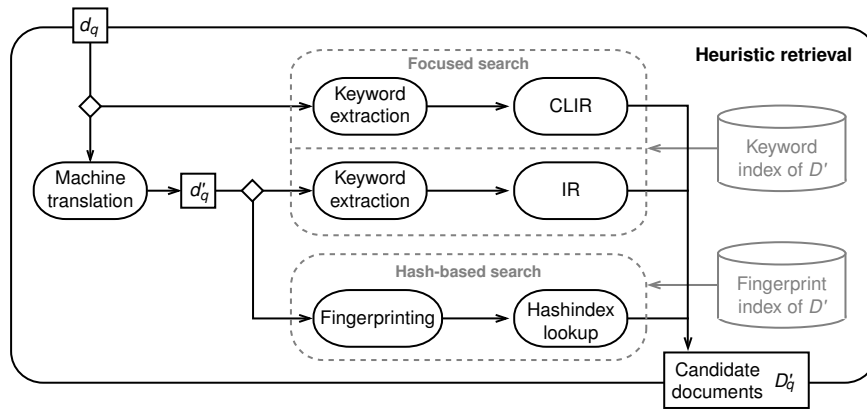 d_q
Heuristic retrieval
Focused search
Keyword
extraction
CLIR
Keyword
index of D'
Machine
translation
d'_q
Keyword
extraction
IR
Hash-based search
Fingerprinting
Hashindex
lookup
Fingerprint
index of D'
Candidate
documents D'_q